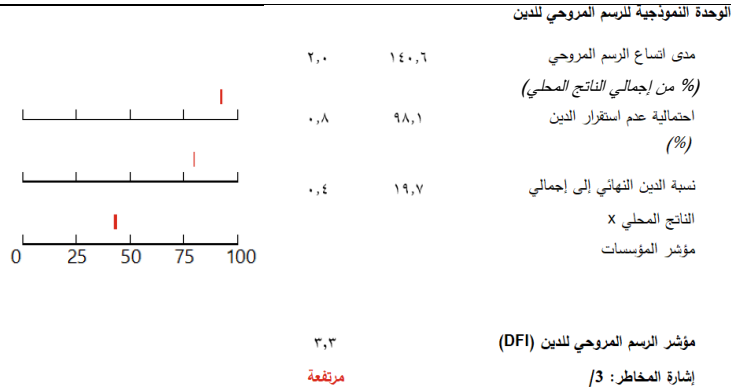 الوحدة النموذجية للرسم المروحي للدين
مدى اتساع الرسم المروحي ١٤٠,٦ ٢,٠
(% من إجمالي الناتج المحلي)
احتمالية عدم استقرار الدين ٩٨,١ ٠,٨
(%)
نسبة الدين النهائي إلى إجمالي ١٩,٧ ٠,٤
الناتج المحلي x
مؤشر المؤسسات
0 25 50 75 100
مؤشر الرسم المروحي للدين (DFI) ٣,٣
إشارة المخاطر: 3/ مرتفعة